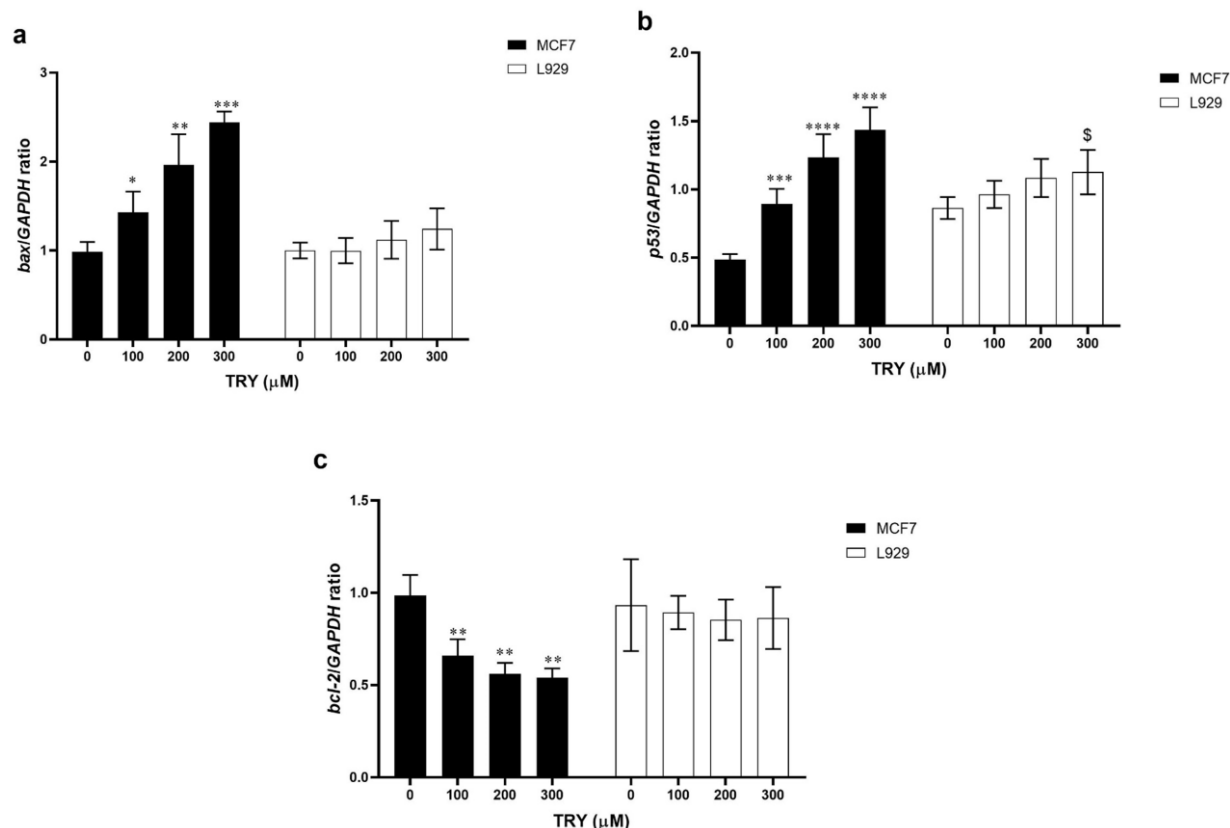 a
MCF7
L929
3
2
1
0
bax/GAPDH ratio
*
**
***
0 100 200 300 0 100 200 300
TRY (μM)
b
MCF7
L929
2.0
1.5
1.0
0.5
0.0
p53/GAPDH ratio
***
****
****
$
0 100 200 300 0 100 200 300
TRY (μM)
c
MCF7
L929
1.5
1.0
0.5
0.0
bcl-2/GAPDH ratio
**
**
**
0 100 200 300 0 100 200 300
TRY (μM)